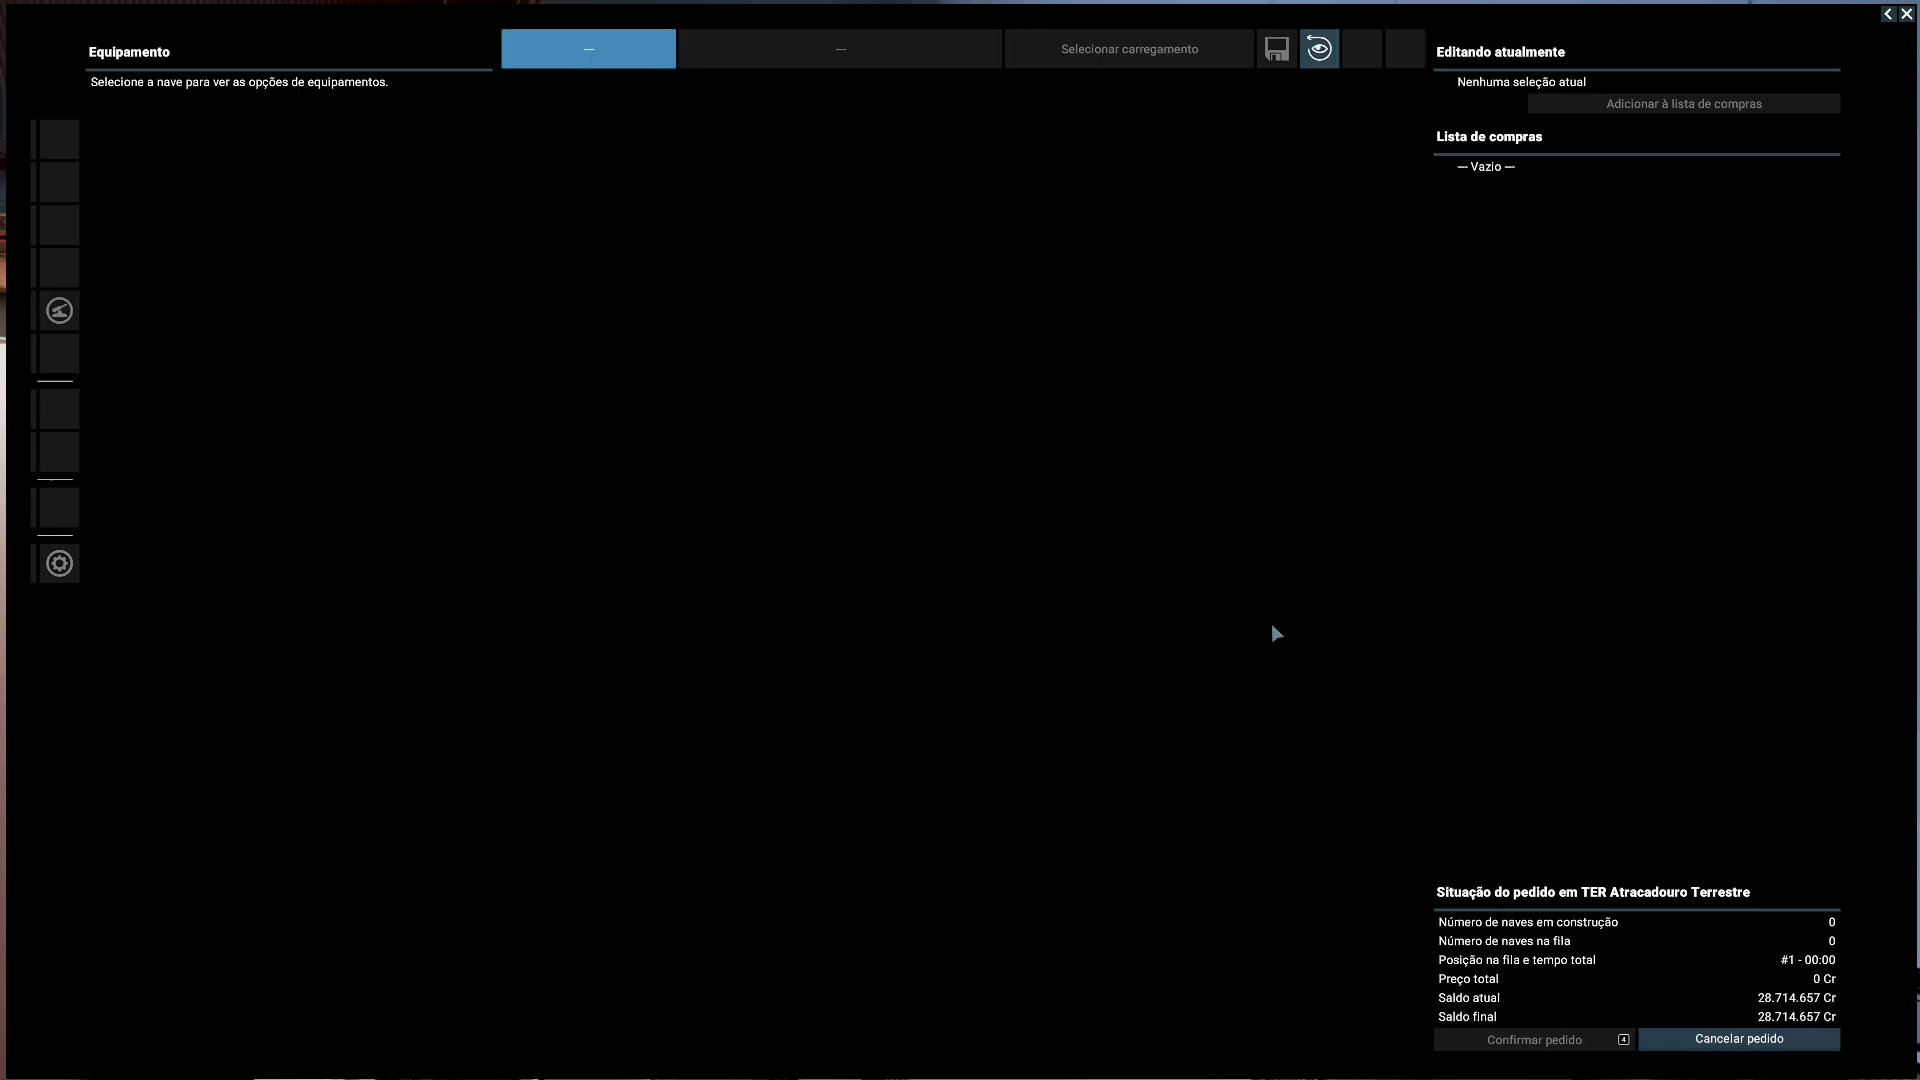 Equipamento
Selecione a nave para ver as opções de equipamentos.
---
---
Selecionar carregamento
Editando atualmente
Nenhuma seleção atual
Adicionar à lista de compras
Lista de compras
--- Vazio ---
Situação do pedido em TER Atracadouro Terrestre
Número de naves em construção 0
Número de naves na fila 0
Posição na fila e tempo total #1 - 00:00
Preço total 0 Cr
Saldo atual 28.714.657 Cr
Saldo final 28.714.657 Cr
Confirmar pedido 4
Cancelar pedido